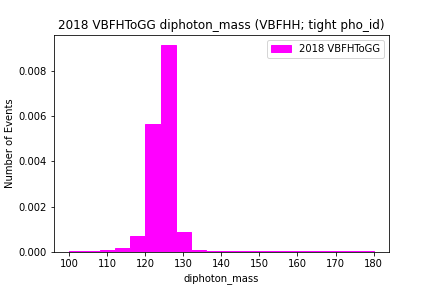 2018 VBFHToGG diphoton_mass (VBFHH; tight pho_id)
2018 VBFHToGG
0.008
0.006
0.004
0.002
0.000
Number of Events
100 110 120 130 140 150 160 170 180
diphoton_mass